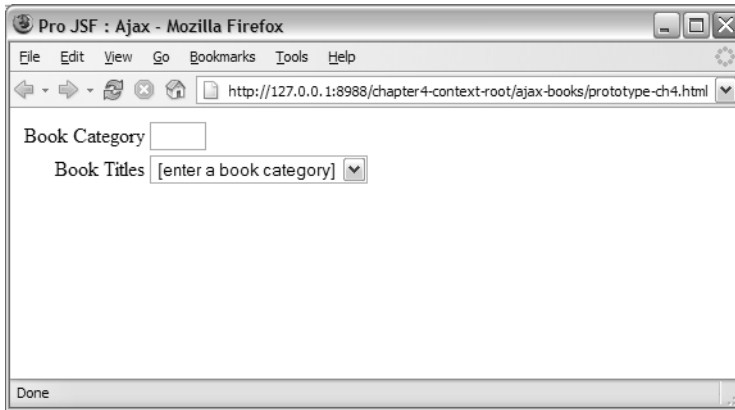 Pro JSF : Ajax - Mozilla Firefox
File Edit View Go Bookmarks Tools Help
http://127.0.0.1:8988/chapter4-context-root/ajax-books/prototype-ch4.html
Book Category
Book Titles [enter a book category]
Done